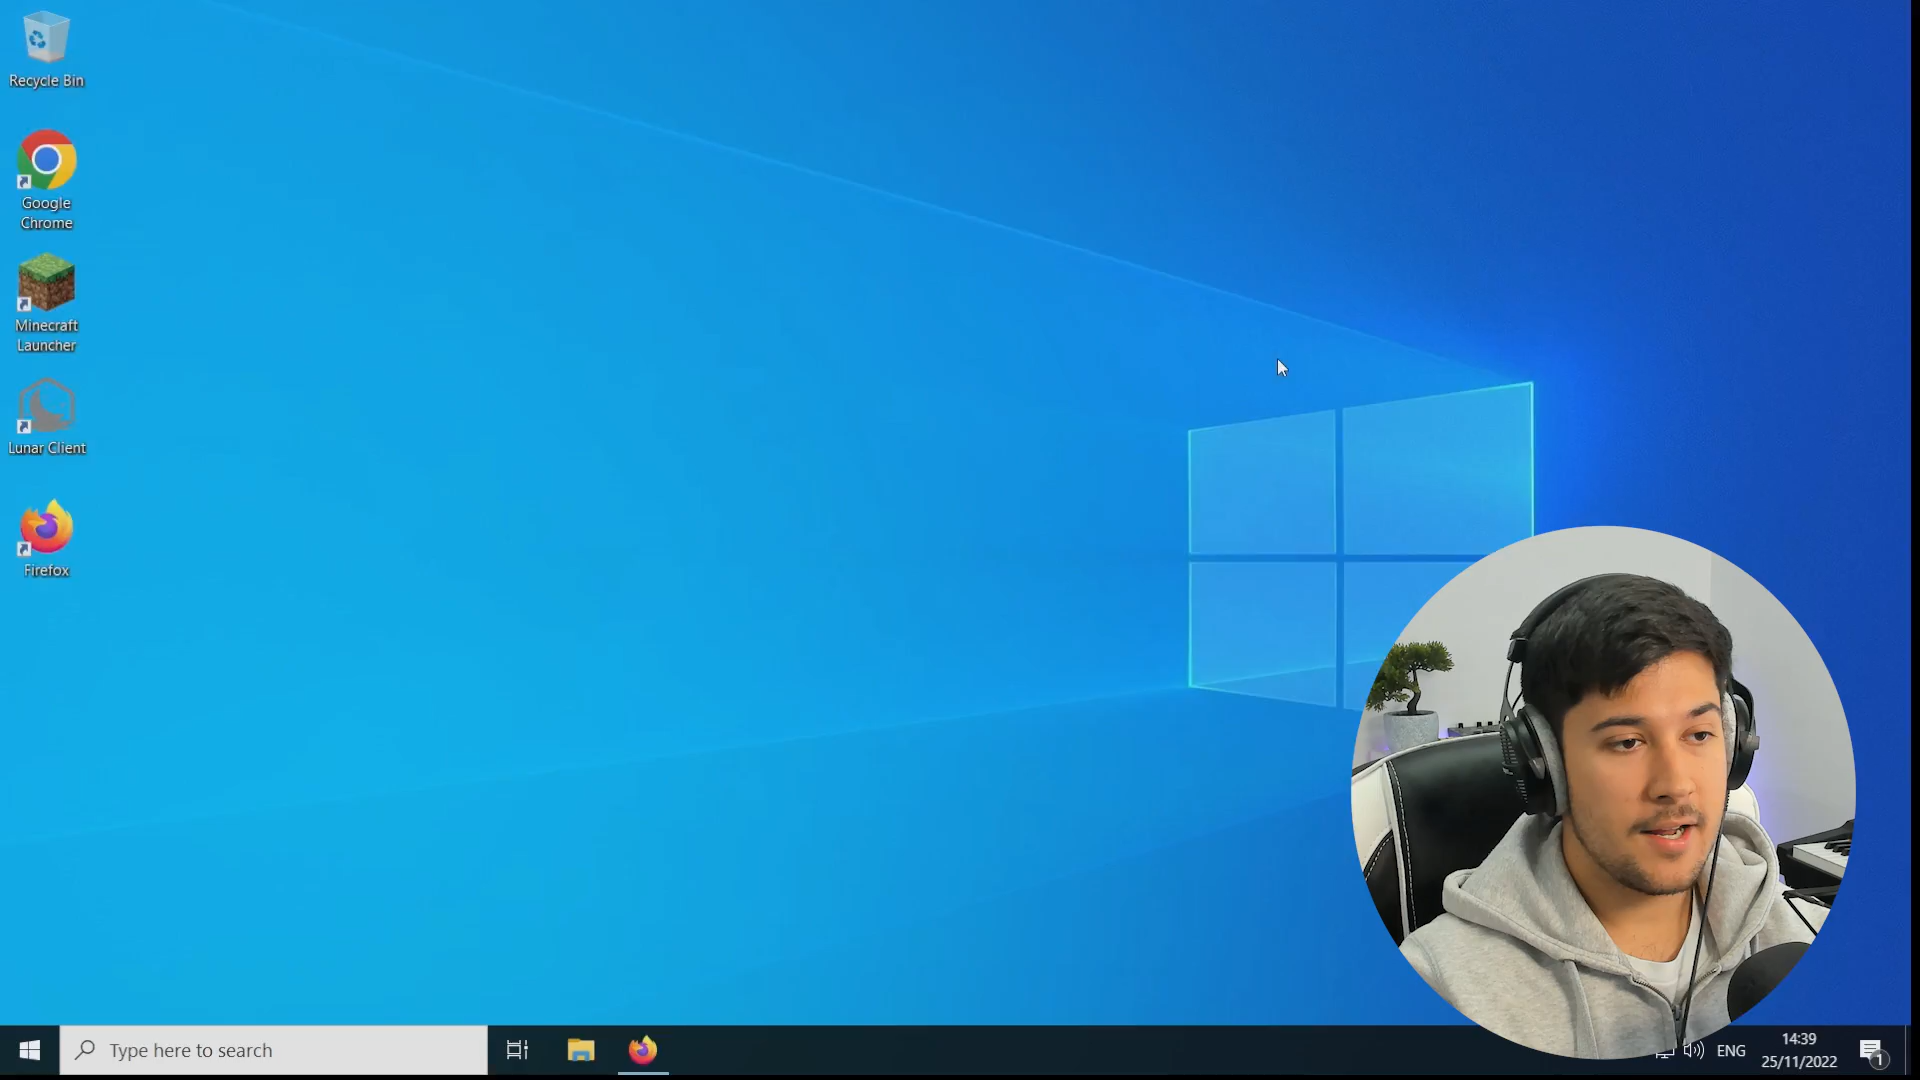 Recycle Bin
Google
Chrome
Minecraft
Launcher
Lunar Client
Firefox
Type here to search
ENG
14:39
25/11/2022
1